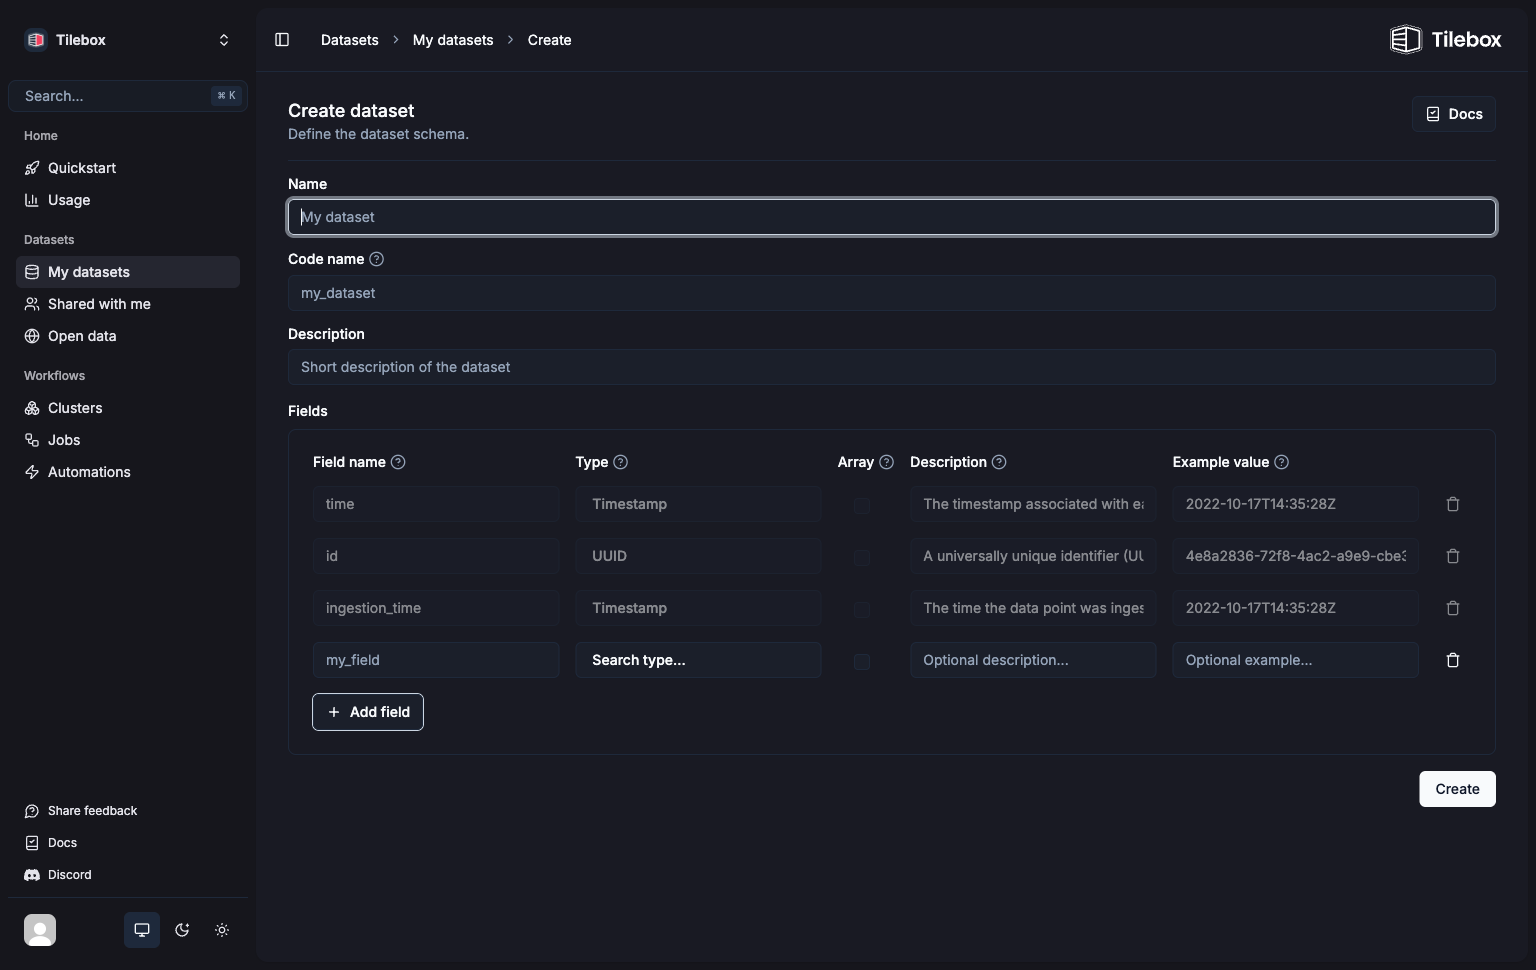 Tilebox
Search...
⌘ K
Home
Quickstart
Usage
Datasets
My datasets
Shared with me
Open data
Workflows
Clusters
Jobs
Automations
Share feedback
Docs
Discord
Datasets > My datasets > Create
Tilebox
Create dataset
Define the dataset schema.
Docs
Name
My dataset
Code name
my_dataset
Description
Short description of the dataset
Fields
Field name Type Array Description Example value
time Timestamp The timestamp associated with ea 2022-10-17T14:35:28Z
id UUID A universally unique identifier (UU 4e8a2836-72f8-4ac2-a9e9-cbe3
ingestion_time Timestamp The time the data point was inges 2022-10-17T14:35:28Z
my_field Search type... Optional description... Optional example...
+ Add field
Create